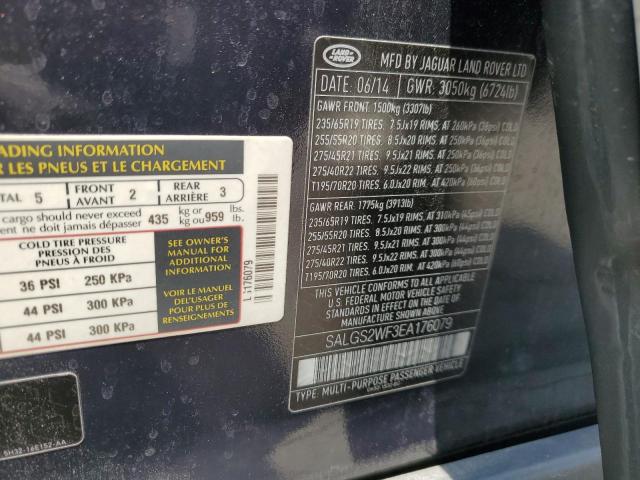 LAND ROVER
MFD BY JAGUAR LAND ROVER LTD
DATE: 06/14 GWR: 3050kg (6724lb)
GAWR FRONT 1500kg (3307lb)
235/65R19 TIRES, 7.5Jx19 RIMS, AT 260kPa (38psi) COLD
255/55R20 TIRES, 8.5Jx20 RIMS, AT 250kPa (36psi) COLD
275/45R21 TIRES, 9.5Jx21 RIMS, AT 250kPa (36psi) COLD
275/40R22 TIRES, 9.5Jx22 RIMS, AT 250kPa (36psi) COLD
T195/70R20 TIRES, 6.0Jx20 RIM, AT 420kPa (60psi) COLD
GAWR REAR 1775kg (3913lb)
235/65R19 TIRES, 7.5Jx19 RIMS, AT 310kPa (45psi) COLD
255/55R20 TIRES, 8.5Jx20 RIMS, AT 300kPa (44psi) COLD
275/45R21 TIRES, 9.5Jx21 RIMS, AT 300kPa (44psi) COLD
275/40R22 TIRES, 9.5Jx22 RIMS, AT 300kPa (44psi) COLD
T195/70R20 TIRES, 6.0Jx20 RIM, AT 420kPa (60psi) COLD
THIS VEHICLE CONFORMS TO ALL APPLICABLE
U.S. FEDERAL MOTOR VEHICLE SAFETY AND
THEFT PREVENTION STANDARDS IN EFFECT ON
THE DATE OF MANUFACTURE SHOWN ABOVE.
SALGS2WF3EA176079
TYPE: MULTI-PURPOSE PASSENGER VEHICLE
ADING INFORMATION
R LES PNEUS ET LE CHARGEMENT
TAL 5 FRONT AVANT 2 REAR ARRIÈRE 3
cargo should never exceed 435 kg or 959 lbs.
ent ne doit jamais dépasser kg ou lb.
COLD TIRE PRESSURE
PRESSION DES
PNEUS À FROID
36 PSI 250 KPa
44 PSI 300 KPa
44 PSI 300 KPa
SEE OWNER'S
MANUAL FOR
ADDITIONAL
INFORMATION
VOIR LE MANUEL
DE L'USAGER
POUR PLUS DE
RENSEIGNEMENTS
176079